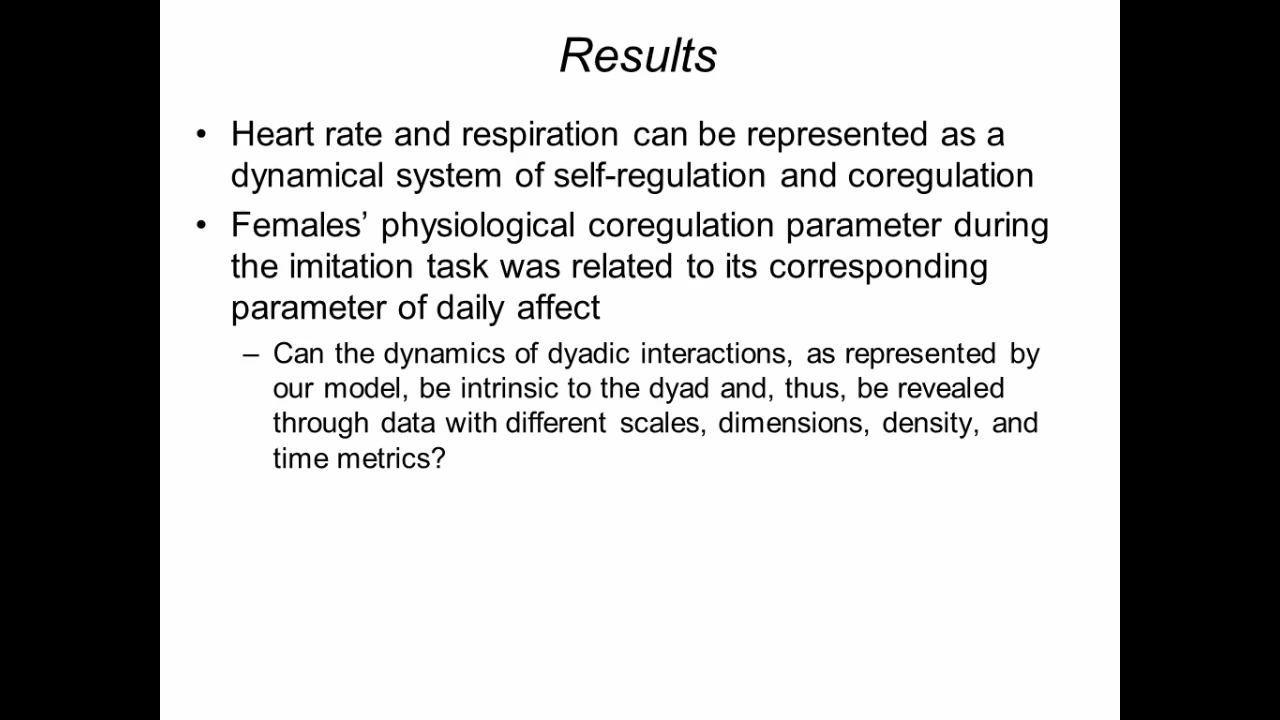 Results
• Heart rate and respiration can be represented as a
dynamical system of self-regulation and coregulation
• Females’ physiological coregulation parameter during
the imitation task was related to its corresponding
parameter of daily affect
– Can the dynamics of dyadic interactions, as represented by
our model, be intrinsic to the dyad and, thus, be revealed
through data with different scales, dimensions, density, and
time metrics?